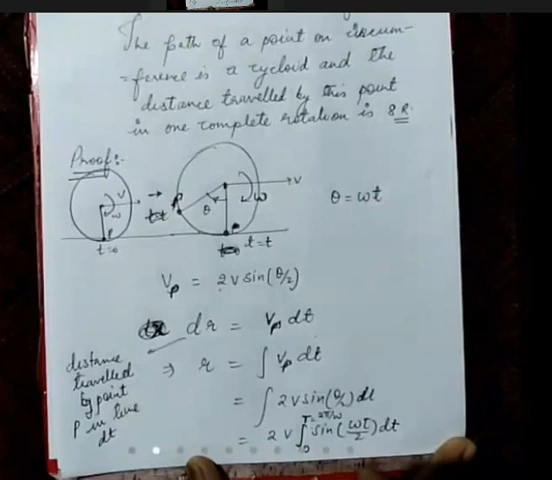 The path of a point on circum-
-ference is a cycloid and the
distance travelled by this point
in one complete rotation is 8R.
Proof:-
V
ω
P
t=0
P
θ
V
ω
t=t
θ = ωt
Vp = 2v sin(θ/2)
dr = Vp dt
distance
travelled
by point
P in time
dt
⇒ r = ∫ Vp dt
= ∫ 2v sin(θ/2) dt
= 2v ∫₀^{T=2π/ω} sin(ωt/2) dt